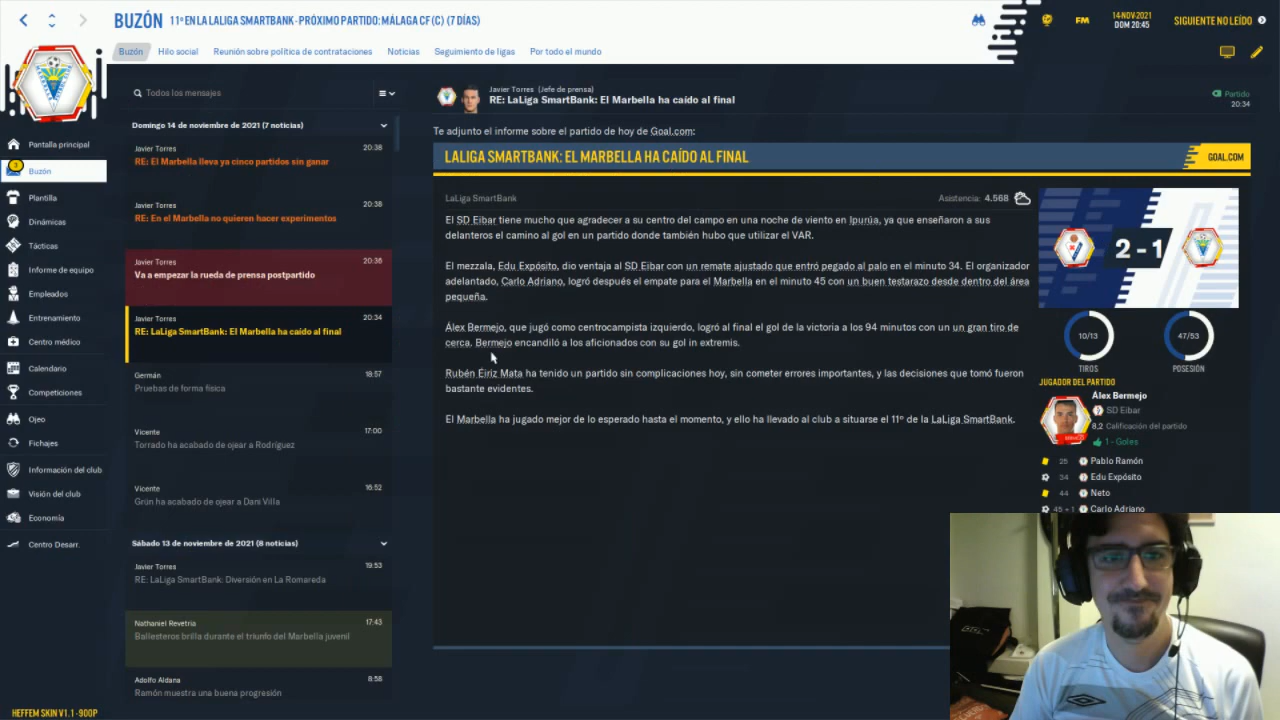 BUZÓN
11º EN LA LALIGA SMARTBANK - PRÓXIMO PARTIDO: MÁLAGA CF (C) (7 DÍAS)
FM
14-NOV-2021
DOM 20:45
SIGUIENTE NO LEÍDO
Buzón
Hilo social
Reunión sobre política de contrataciones
Noticias
Seguimiento de ligas
Por todo el mundo
Pantalla principal
Buzón
Plantilla
Dinámicas
Tácticas
Informe de equipo
Empleados
Entrenamiento
Centro médico
Calendario
Competiciones
Ojeo
Fichajes
Información del club
Visión del club
Economía
Centro Desarr.
HEFFEM SKIN V1.1 - 900P
Todos los mensajes
Domingo 14 de noviembre de 2021 (7 noticias)
Javier Torres 20:38
RE: El Marbella lleva ya cinco partidos sin ganar
Javier Torres 20:38
RE: En el Marbella no quieren hacer experimentos
Javier Torres 20:38
Va a empezar la rueda de prensa postpartido
Javier Torres 20:34
RE: LaLiga SmartBank: El Marbella ha caído al final
Germán 18:57
Pruebas de forma física
Vicente 17:00
Torrado ha acabado de ojear a Rodríguez
Vicente 16:52
Grün ha acabado de ojear a Dani Villa
Sábado 13 de noviembre de 2021 (8 noticias)
Javier Torres 19:53
RE: LaLiga SmartBank: Diversión en La Romareda
Nathaniel Revetria 17:43
Ballesteros brilla durante el triunfo del Marbella juvenil
Adolfo Aldana 8:58
Ramón muestra una buena progresión
Javier Torres (Jefe de prensa)
RE: LaLiga SmartBank: El Marbella ha caído al final
Partido
20:34
Te adjunto el informe sobre el partido de hoy de Goal.com:
LALIGA SMARTBANK: EL MARBELLA HA CAÍDO AL FINAL
GOAL.COM
LaLiga SmartBank
Asistencia: 4.568
El SD Eibar tiene mucho que agradecer a su centro del campo en una noche de viento en Ipurúa, ya que enseñaron a sus
delanteros el camino al gol en un partido donde también hubo que utilizar el VAR.
El mezzala, Edu Expósito, dio ventaja al SD Eibar con un remate ajustado que entró pegado al palo en el minuto 34. El organizador
adelantado, Carlo Adriano, logró después el empate para el Marbella en el minuto 45 con un buen testarazo desde dentro del área
pequeña.
Álex Bermejo, que jugó como centrocampista izquierdo, logró al final el gol de la victoria a los 94 minutos con un gran tiro de
cerca. Bermejo encandiló a los aficionados con su gol in extremis.
Rubén Éiriz Mata ha tenido un partido sin complicaciones hoy, sin cometer errores importantes, y las decisiones que tomó fueron
bastante evidentes.
El Marbella ha jugado mejor de lo esperado hasta el momento, y ello ha llevado al club a situarse el 11º de la LaLiga SmartBank.
2 - 1
10/13
TIROS
47/53
POSESIÓN
JUGADOR DEL PARTIDO
Álex Bermejo
SD Eibar
8,2 Calificación del partido
1 - Goles
25 Pablo Ramón
34 Edu Expósito
44 Neto
45 + 1 Carlo Adriano